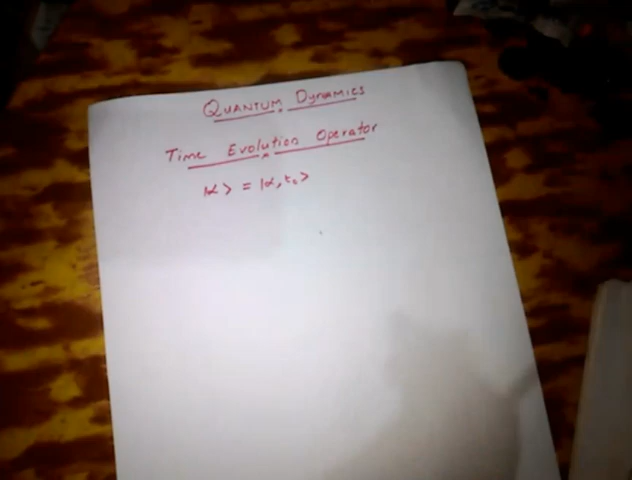 Quantum Dynamics
Time Evolution Operator
|α> = |α, t₀>